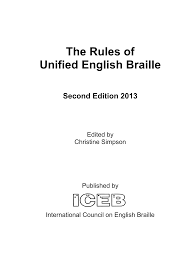 The Rules of
Unified English Braille
Second Edition 2013
Edited by
Christine Simpson
Published by
ICEB
International Council on English Braille